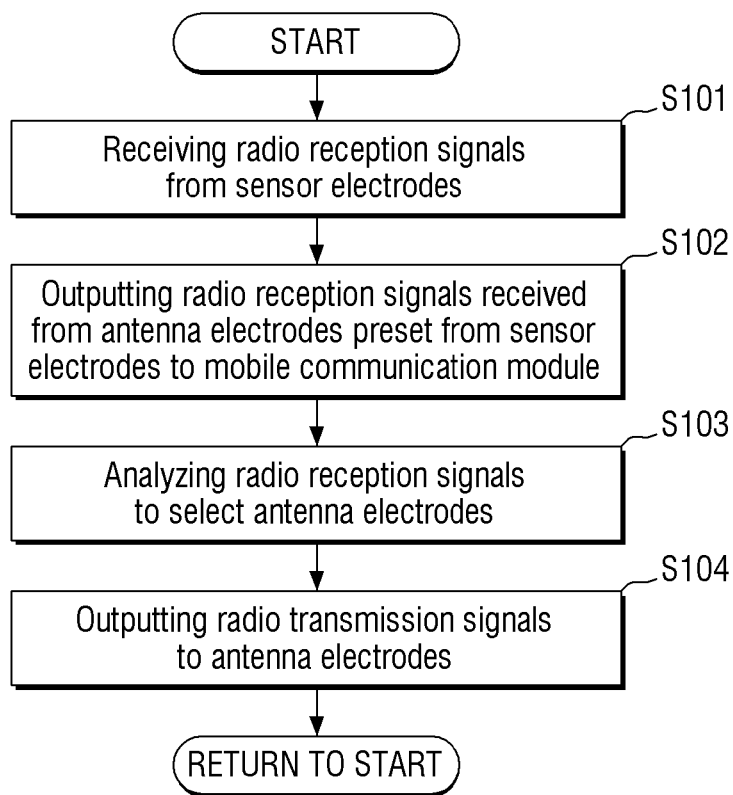 START
S101
Receiving radio reception signals
from sensor electrodes
S102
Outputting radio reception signals received
from antenna electrodes preset from sensor
electrodes to mobile communication module
S103
Analyzing radio reception signals
to select antenna electrodes
S104
Outputting radio transmission signals
to antenna electrodes
RETURN TO START